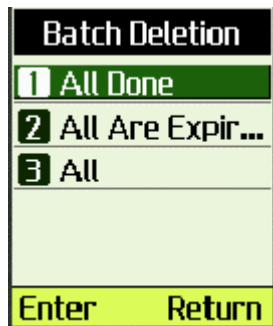 Batch Deletion
1 All Done
2 All Are Expir...
3 All
Enter Return